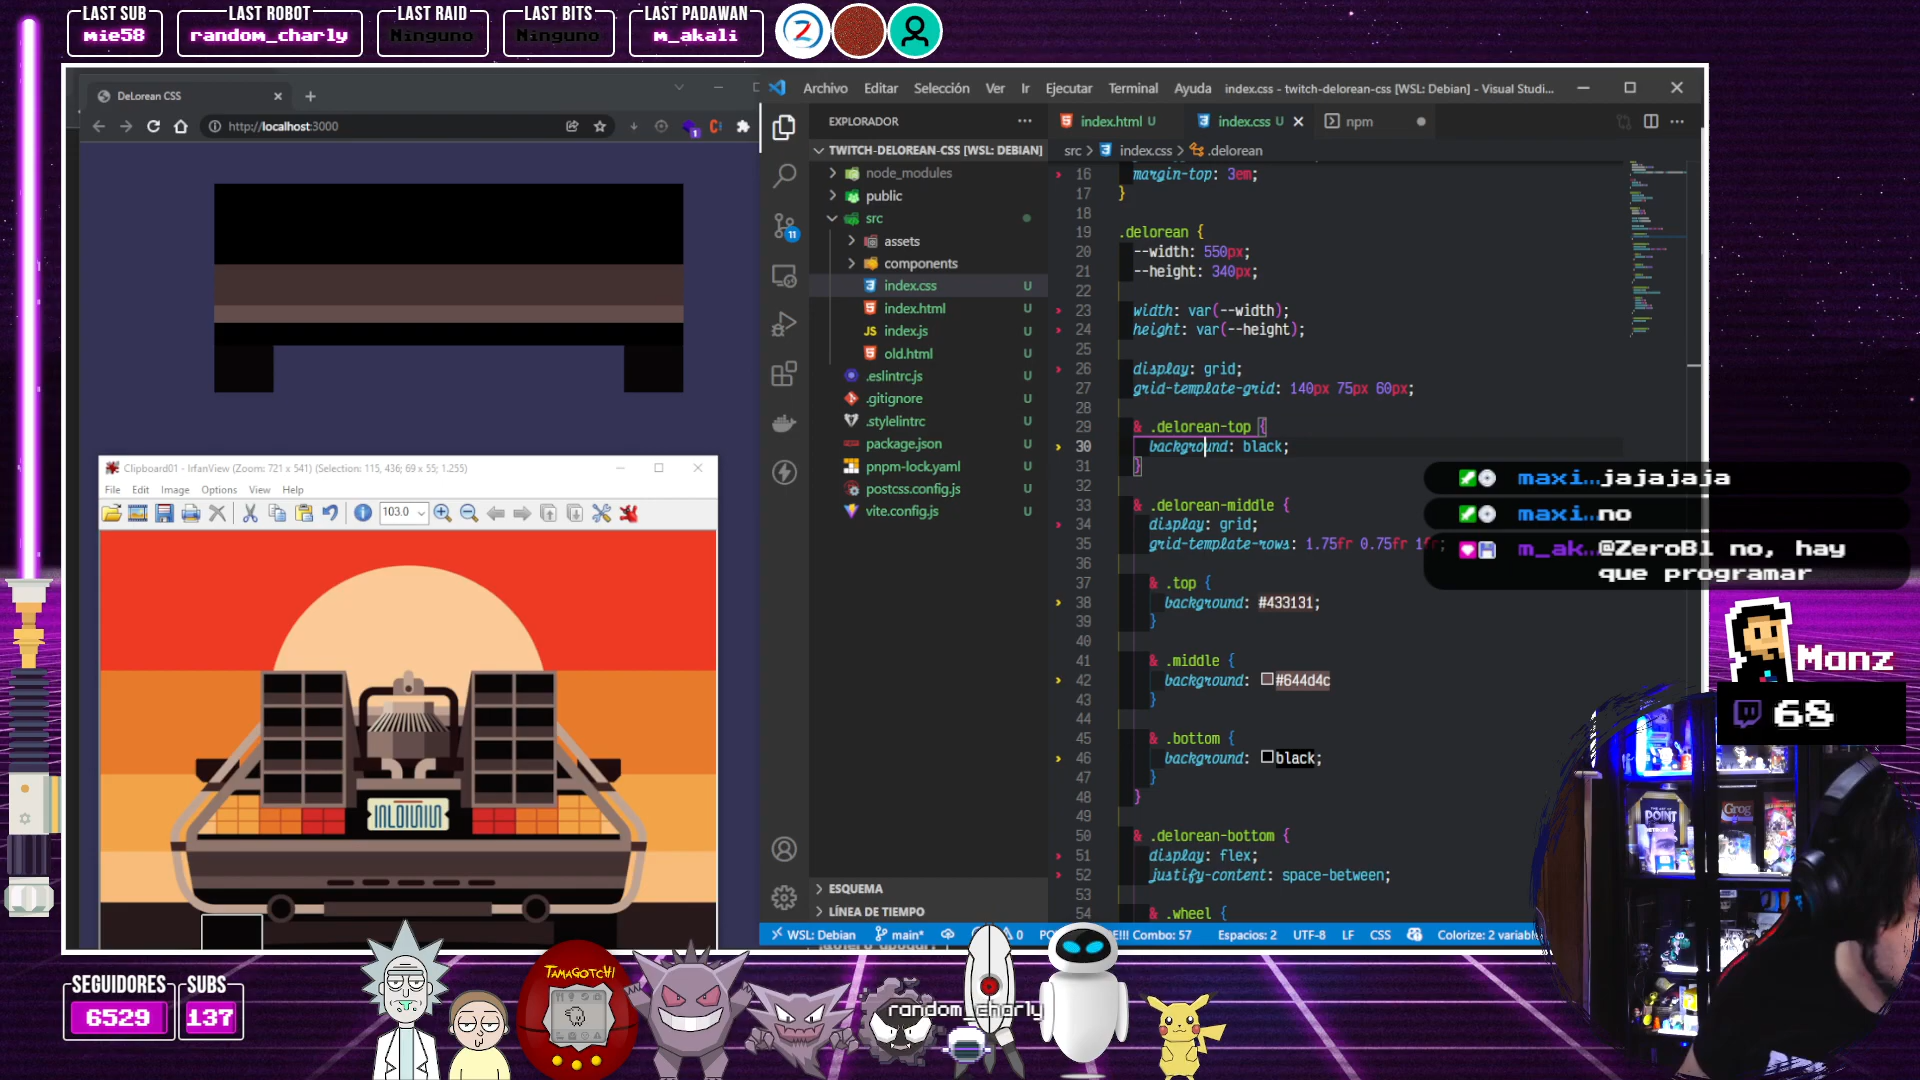 LAST SUB
mie58
LAST ROBOT
random_charly
LAST RAID
Ninguno
LAST BITS
Ninguno
LAST PADAWAN
m_akali
DeLorean CSS
http://localhost:3000
Clipboard01 - IrfanView (Zoom: 721 x 541) (Selection: 115, 436; 69 x 55; 1.255)
File Edit Image Options View Help
103.0
Archivo Editar Selección Ver Ir Ejecutar Terminal Ayuda
index.css - twitch-delorean-css [WSL: Debian] - Visual Studi...
EXPLORADOR
TWITCH-DELOREAN-CSS [WSL: DEBIAN]
node_modules
public
src
assets
components
index.css U
index.html U
index.js U
old.html U
.eslintrc.js U
.gitignore U
.stylelintrc U
package.json U
pnpm-lock.yaml U
postcss.config.js U
vite.config.js U
11
ESQUEMA
LÍNEA DE TIEMPO
index.html U
index.css U
npm
src > index.css > .delorean
16 margin-top: 3em;
17 }
18
19 .delorean {
20 --width: 550px;
21 --height: 340px;
22
23 width: var(--width);
24 height: var(--height);
25
26 display: grid;
27 grid-template-grid: 140px 75px 60px;
28
29 & .delorean-top {
30 background: black;
31 }
32
33 & .delorean-middle {
34 display: grid;
35 grid-template-rows: 1.75fr 0.75fr 1fr;
36
37 & .top {
38 background: #433131;
39 }
40
41 & .middle {
42 background: #644d4c
43 }
44
45 & .bottom {
46 background: black;
47 }
48 }
49
50 & .delorean-bottom {
51 display: flex;
52 justify-content: space-between;
53
54 & .wheel {
WSL: Debian main* 0 Combo: 57 Espacios: 2 UTF-8 LF CSS Colorize: 2 variabl
maxi...jajajaja
maxi...no
m_ak...@ZeroBl no, hay
que programar
Manz
68
SEGUIDORES
6529
SUBS
137
TAMAGOTCHI
random_charly
THE ART OF
POINT
Grog